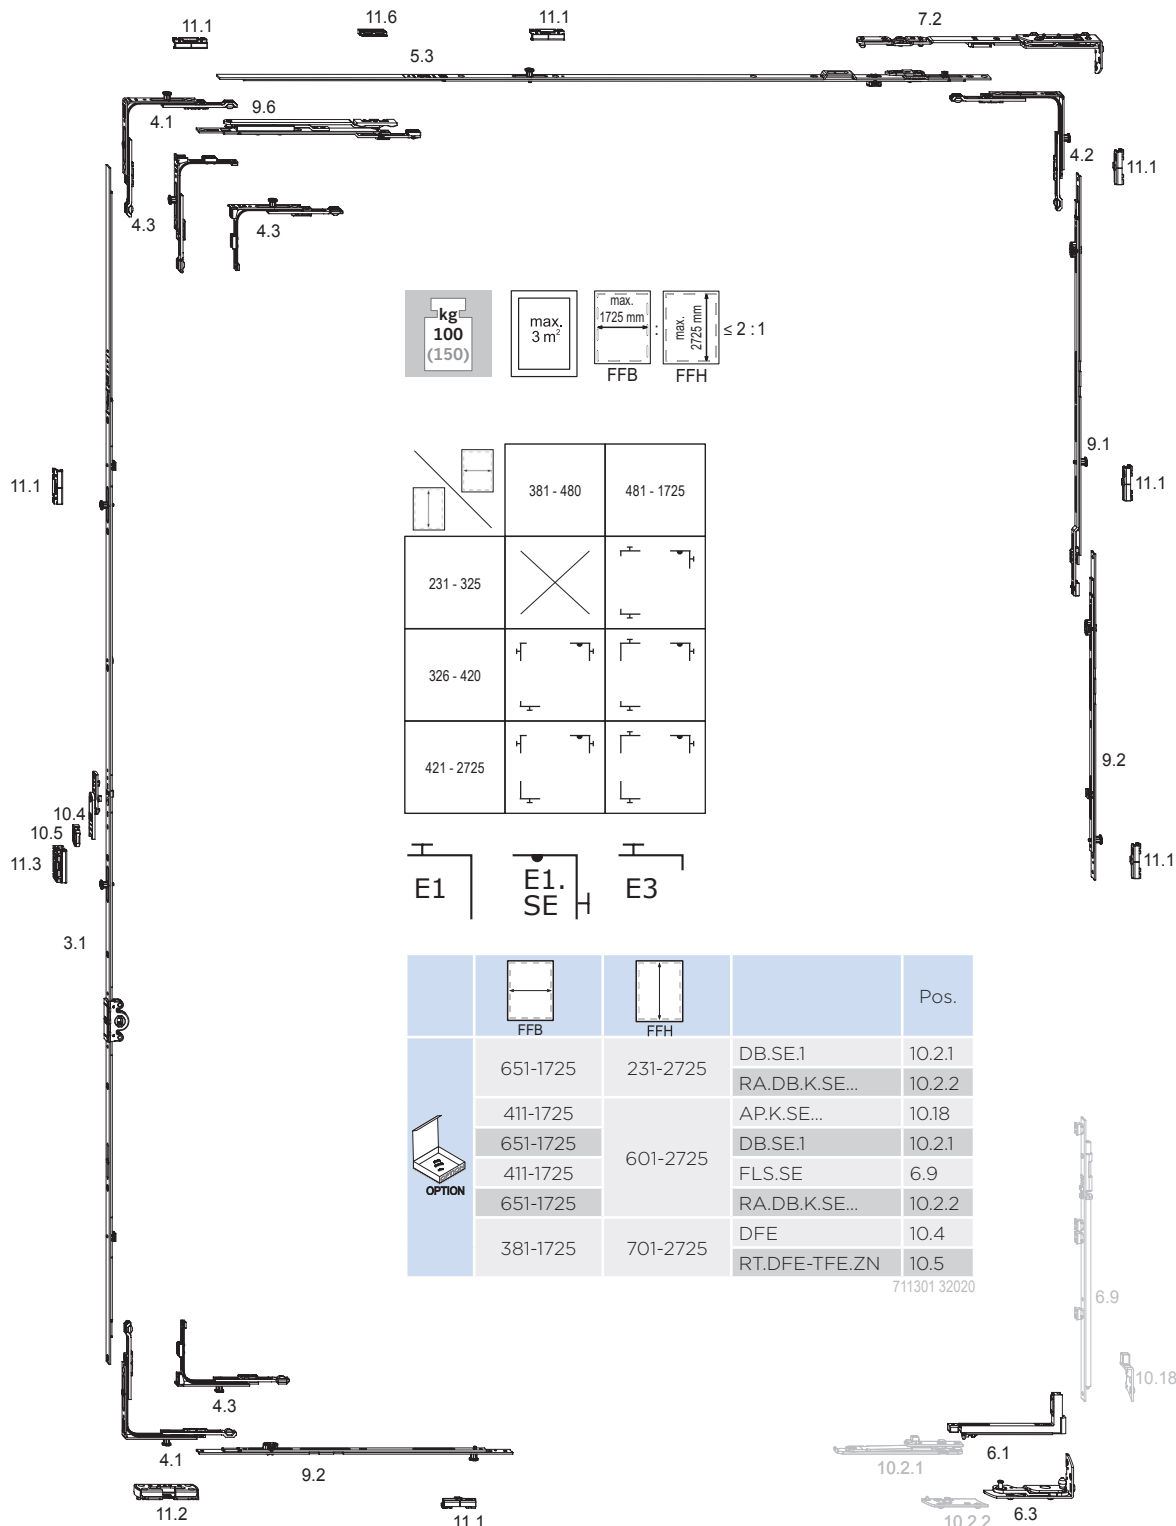 11.1
11.6
11.1
7.2
5.3
4.1
9.6
4.2
11.1
4.3
4.3
kg
100
(150)
max.
3 m²
max.
1725 mm
FFB
:
max.
2725 mm
FFH
≤ 2 : 1
11.1
9.1
11.1
381 - 480
481 - 1725
231 - 325
326 - 420
421 - 2725
9.2
10.4
10.5
11.3
11.1
E1
E1.
SE
E3
3.1
FFB
FFH
Pos.
OPTION
651-1725
231-2725
DB.SE.1
10.2.1
RA.DB.K.SE...
10.2.2
411-1725
601-2725
AP.K.SE...
10.18
651-1725
DB.SE.1
10.2.1
411-1725
FLS.SE
6.9
651-1725
RA.DB.K.SE...
10.2.2
381-1725
701-2725
DFE
10.4
RT.DFE-TFE.ZN
10.5
711301 32020
6.9
10.18
4.3
4.1
9.2
6.1
10.2.1
11.2
11.1
10.2.2
6.3